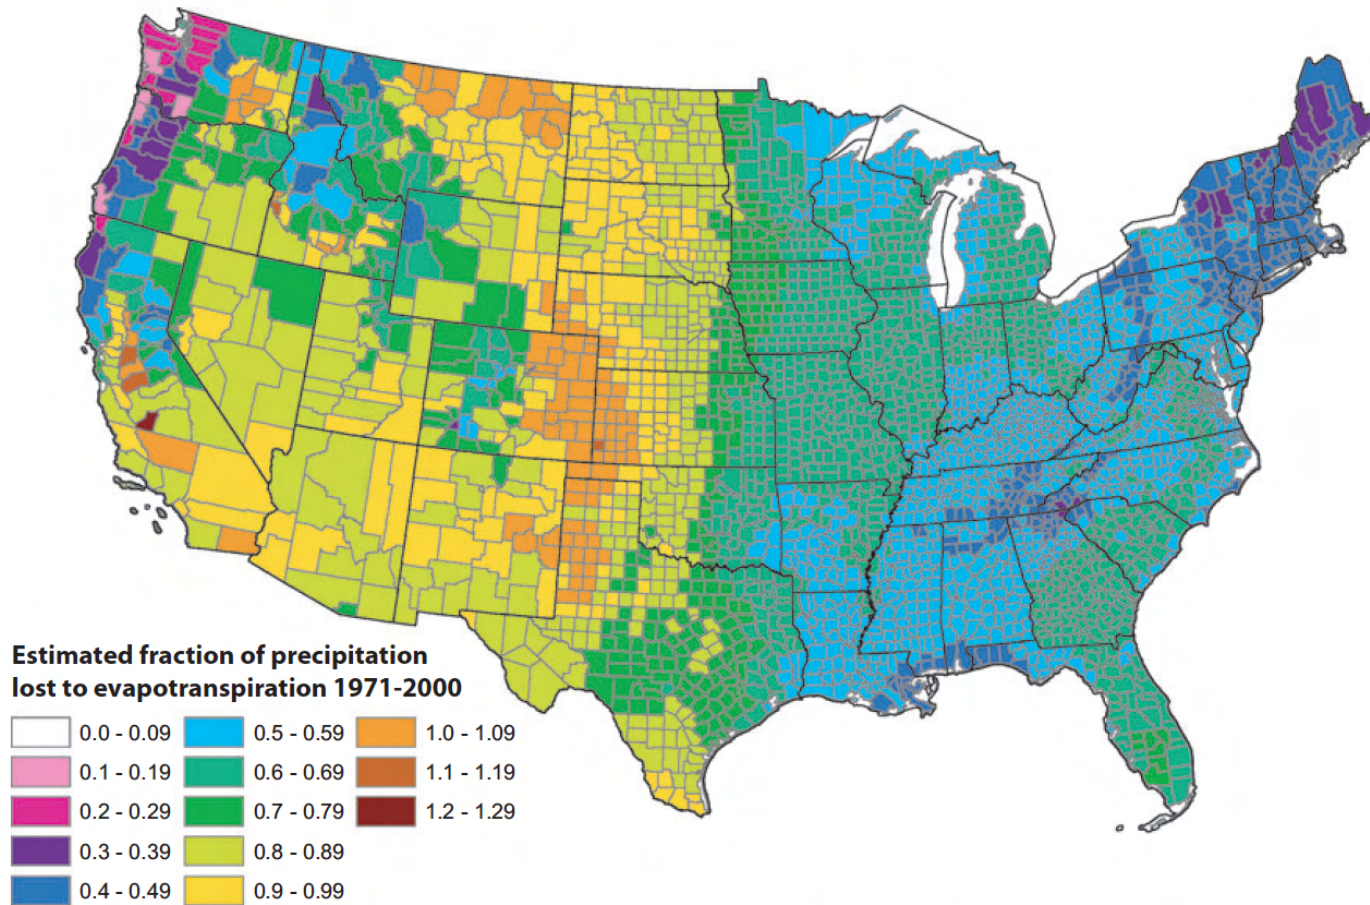 Estimated fraction of precipitation
lost to evapotranspiration 1971-2000
0.0 - 0.09
0.1 - 0.19
0.2 - 0.29
0.3 - 0.39
0.4 - 0.49
0.5 - 0.59
0.6 - 0.69
0.7 - 0.79
0.8 - 0.89
0.9 - 0.99
1.0 - 1.09
1.1 - 1.19
1.2 - 1.29